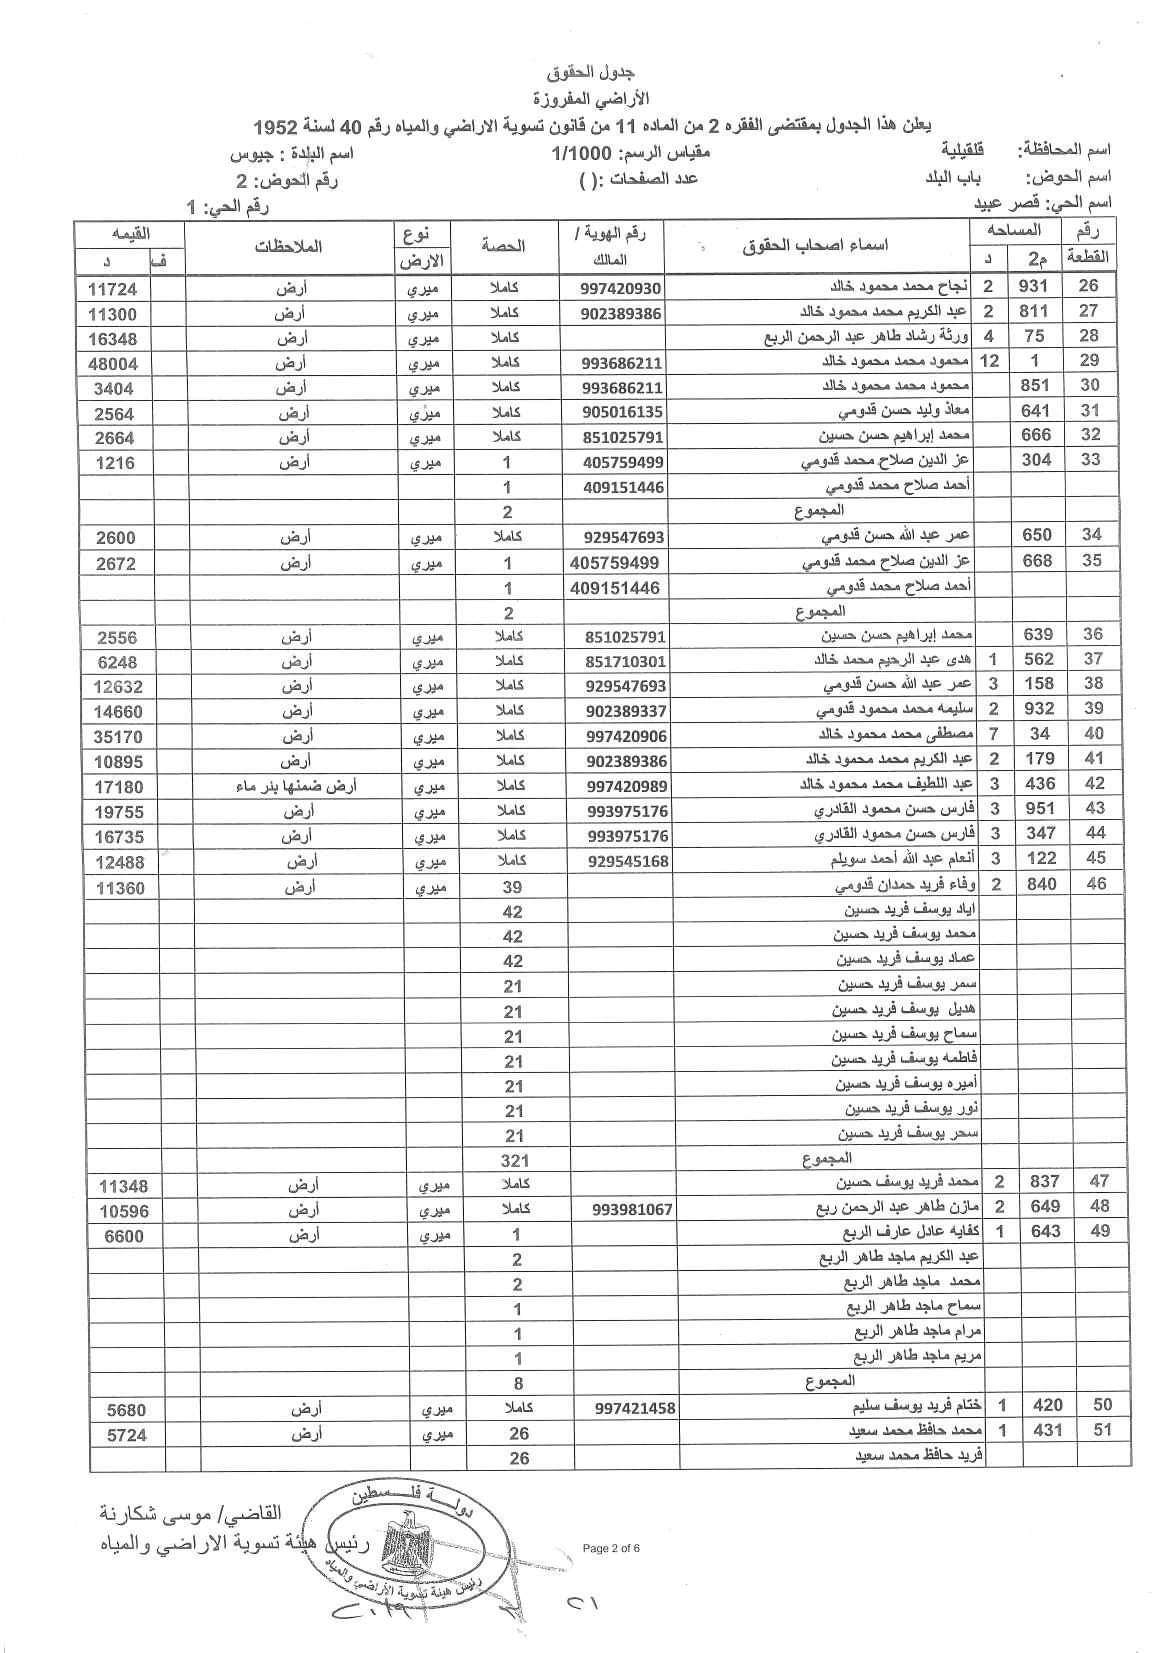 جدول الحقوق
الأراضي المفروزة
يعلن هذا الجدول بمقتضى الفقره 2 من الماده 11 من قانون تسوية الاراضي والمياه رقم 40 لسنة 1952
اسم المحافظة: قلقيلية مقياس الرسم: 1/1000 اسم البلدة : جيوس
اسم الحوض: باب البلد عدد الصفحات :( ) رقم الحوض: 2
اسم الحي: قصر عبيد رقم الحي: 1
رقم القطعة المساحه م2 د اسماء اصحاب الحقوق رقم الهوية / المالك الحصة نوع الارض الملاحظات القيمه ف د
26 931 2 نجاح محمد محمود خالد 997420930 كاملا ميري أرض 11724
27 811 2 عبد الكريم محمد محمود خالد 902389386 كاملا ميري أرض 11300
28 75 4 ورثة رشاد طاهر عبد الرحمن الربع كاملا ميري أرض 16348
29 1 12 محمود محمد محمود خالد 993686211 كاملا ميري أرض 48004
30 851 محمود محمد محمود خالد 993686211 كاملا ميري أرض 3404
31 641 معاذ وليد حسن قدومي 905016135 كاملا ميري أرض 2564
32 666 محمد إبراهيم حسن حسين 851025791 كاملا ميري أرض 2664
33 304 عز الدين صلاح محمد قدومي 405759499 1 ميري أرض 1216
أحمد صلاح محمد قدومي 409151446 1
المجموع 2
34 650 عمر عبد الله حسن قدومي 929547693 كاملا ميري أرض 2600
35 668 عز الدين صلاح محمد قدومي 405759499 1 ميري أرض 2672
أحمد صلاح محمد قدومي 409151446 1
المجموع 2
36 639 محمد إبراهيم حسن حسين 851025791 كاملا ميري أرض 2556
37 562 1 هدى عبد الرحيم محمد خالد 851710301 كاملا ميري أرض 6248
38 158 3 عمر عبد الله حسن قدومي 929547693 كاملا ميري أرض 12632
39 932 2 سليمه محمد محمود قدومي 902389337 كاملا ميري أرض 14660
40 34 7 مصطفى محمد محمود خالد 997420906 كاملا ميري أرض 35170
41 179 2 عبد الكريم محمد محمود خالد 902389386 كاملا ميري أرض 10895
42 436 3 عبد اللطيف محمد محمود خالد 997420989 كاملا ميري أرض ضمنها بئر ماء 17180
43 951 3 فارس حسن محمود القادري 993975176 كاملا ميري أرض 19755
44 347 3 فارس حسن محمود القادري 993975176 كاملا ميري أرض 16735
45 122 3 أنعام عبد الله أحمد سويلم 929545168 كاملا ميري أرض 12488
46 840 2 وفاء فريد حمدان قدومي 39 ميري أرض 11360
اياد يوسف فريد حسين 42
محمد يوسف فريد حسين 42
عماد يوسف فريد حسين 42
سمر يوسف فريد حسين 21
هديل يوسف فريد حسين 21
سماح يوسف فريد حسين 21
فاطمه يوسف فريد حسين 21
أميره يوسف فريد حسين 21
نور يوسف فريد حسين 21
سحر يوسف فريد حسين 21
المجموع 321
47 837 2 محمد فريد يوسف حسين كاملا ميري أرض 11348
48 649 2 مازن طاهر عبد الرحمن ربع 993981067 كاملا ميري أرض 10596
49 643 1 كفايه عادل عارف الربع 1 ميري أرض 6600
عبد الكريم ماجد طاهر الربع 2
محمد ماجد طاهر الربع 2
سماح ماجد طاهر الربع 1
مرام ماجد طاهر الربع 1
مريم ماجد طاهر الربع 1
المجموع 8
50 420 1 ختام فريد يوسف سليم 997421458 كاملا ميري أرض 5680
51 431 1 محمد حافظ محمد سعيد 26 ميري أرض 5724
فريد حافظ محمد سعيد 26
القاضي/ موسى شكارنة
رئيس هيئة تسوية الاراضي والمياه
دولة فلسطين
رئيس هيئة تسوية الأراضي والمياه
Page 2 of 6